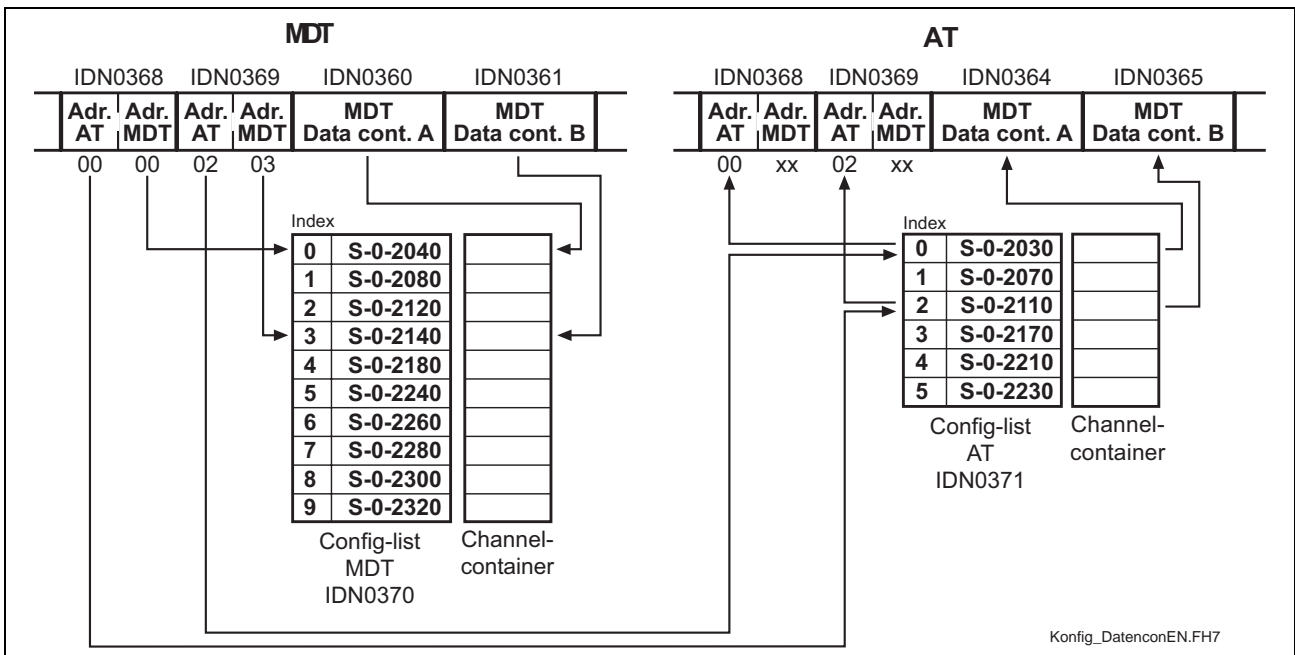 MDT
IDN0368 IDN0369 IDN0360 IDN0361
Adr. AT Adr. MDT Adr. AT Adr. MDT MDT Data cont. A MDT Data cont. B
00 00 02 03
Index
0 S-0-2040
1 S-0-2080
2 S-0-2120
3 S-0-2140
4 S-0-2180
5 S-0-2240
6 S-0-2260
7 S-0-2280
8 S-0-2300
9 S-0-2320
Config-list
MDT
IDN0370
Channel-
container
AT
IDN0368 IDN0369 IDN0364 IDN0365
Adr. AT Adr. MDT Adr. AT Adr. MDT MDT Data cont. A MDT Data cont. B
00 xx 02 xx
Index
0 S-0-2030
1 S-0-2070
2 S-0-2110
3 S-0-2170
4 S-0-2210
5 S-0-2230
Config-list
AT
IDN0371
Channel-
container
Konfig_DatenconEN.FH7